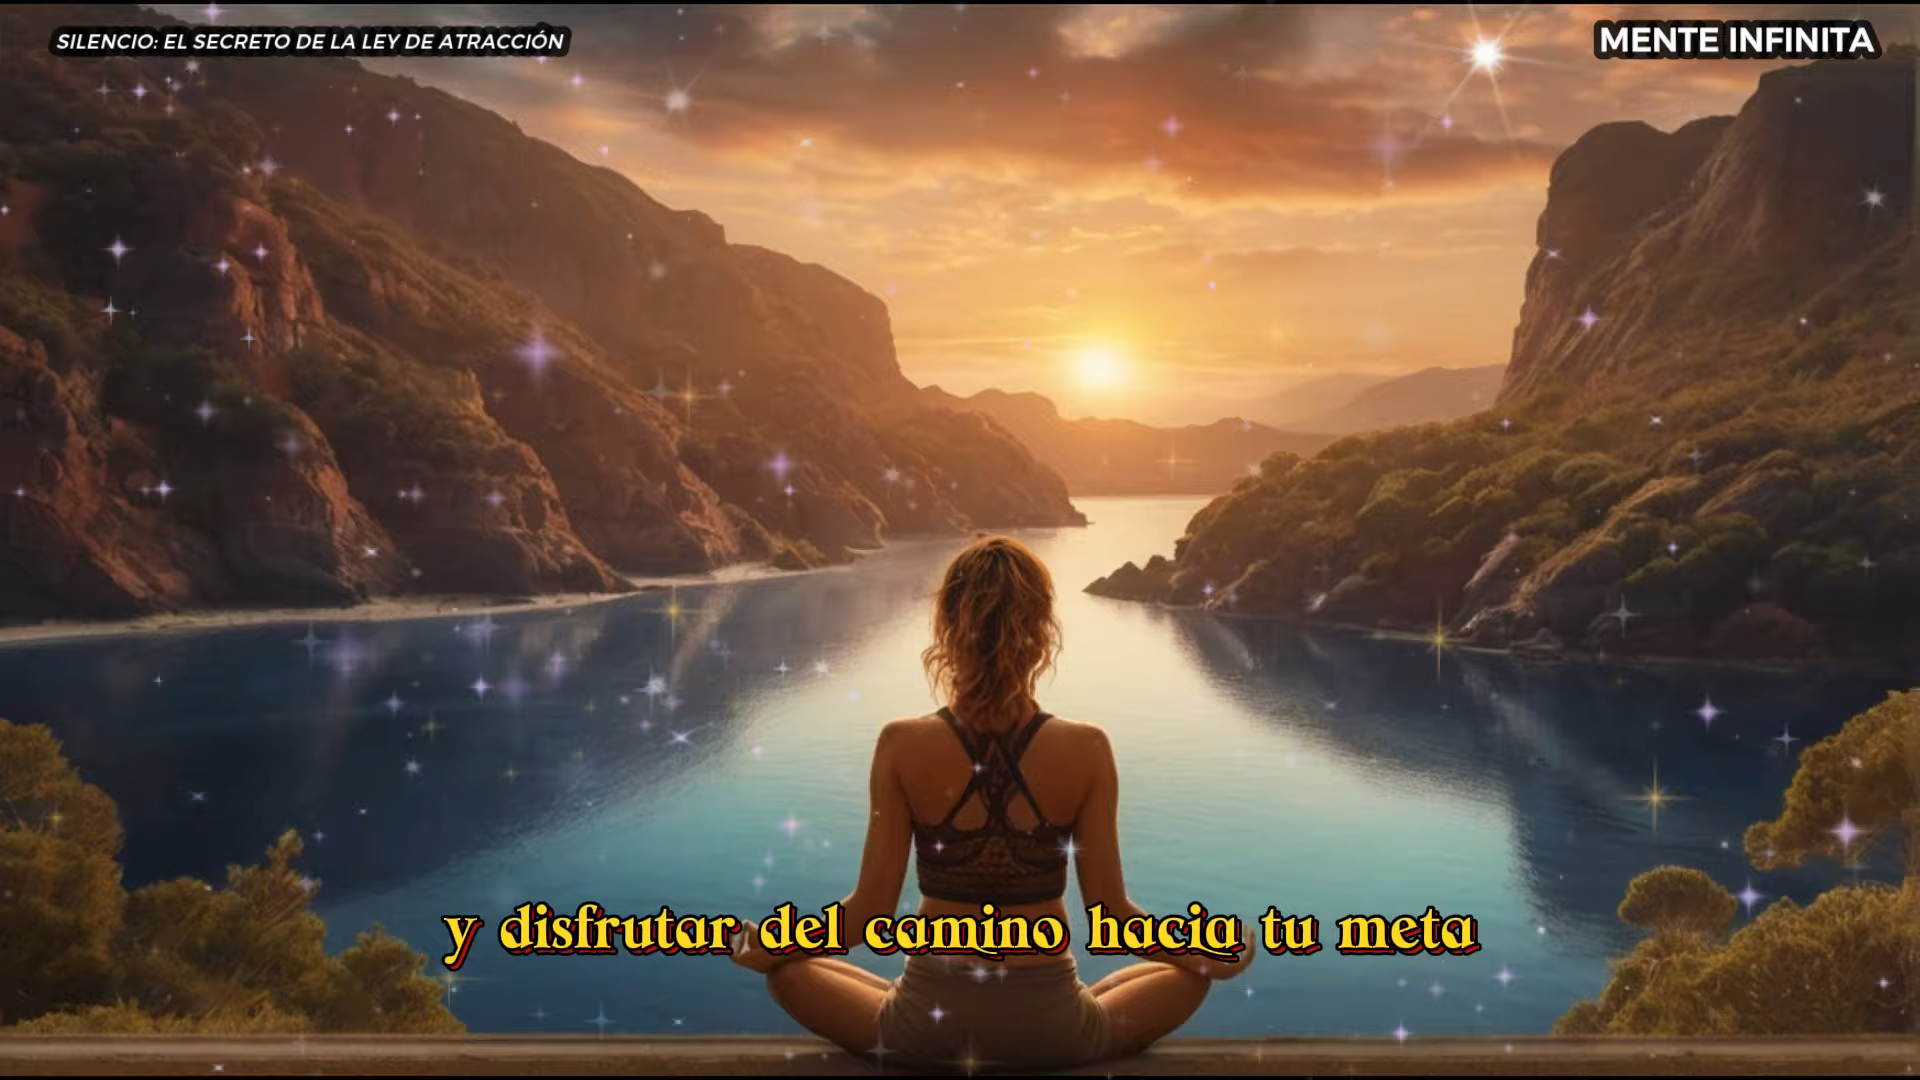 SILENCIO: EL SECRETO DE LA LEY DE ATRACCIÓN
MENTE INFINITA
y disfrutar del camino hacia tu meta